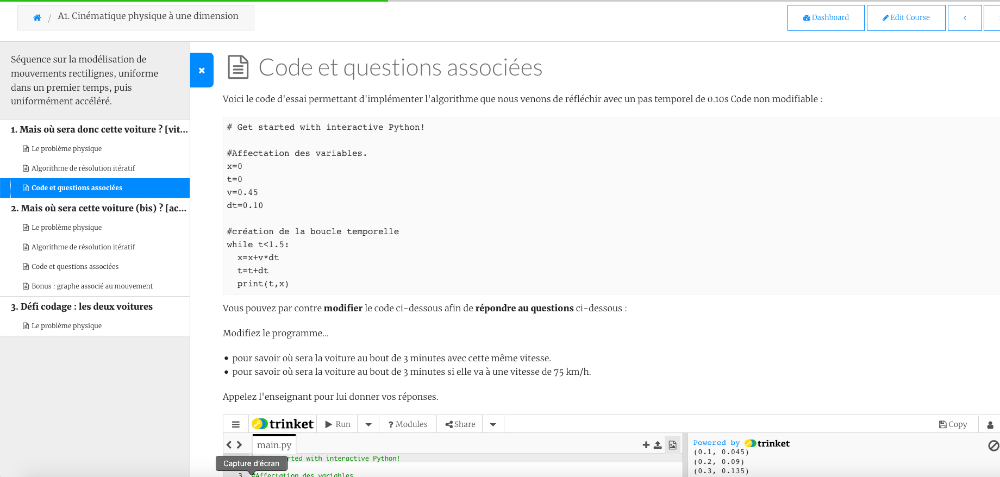 / A1. Cinématique physique à une dimension
Dashboard
Edit Course
Séquence sur la modélisation de
mouvements rectilignes, uniforme
dans un premier temps, puis
uniformément accéléré.
1. Mais où sera donc cette voiture ? [vit...
Le problème physique
Algorithme de résolution itératif
Code et questions associées
2. Mais où sera cette voiture (bis) ? [ac...
Le problème physique
Algorithme de résolution itératif
Code et questions associées
Bonus : graphe associé au mouvement
3. Défi codage : les deux voitures
Le problème physique
Code et questions associées
Voici le code d'essai permettant d'implémenter l'algorithme que nous venons de réfléchir avec un pas temporel de 0.10s Code non modifiable :
# Get started with interactive Python!
#Affectation des variables.
x=0
t=0
v=0.45
dt=0.10
#création de la boucle temporelle
while t<1.5:
x=x+v*dt
t=t+dt
print(t,x)
Vous pouvez par contre modifier le code ci-dessous afin de répondre au questions ci-dessous :
Modifiez le programme...
• pour savoir où sera la voiture au bout de 3 minutes avec cette même vitesse.
• pour savoir où sera la voiture au bout de 3 minutes si elle va à une vitesse de 75 km/h.
Appelez l'enseignant pour lui donner vos réponses.
trinket
Run
? Modules
Share
Copy
main.py
Powered by trinket
(0.1, 0.045)
(0.2, 0.09)
(0.3, 0.135)
rted with interactive Python!
Capture d'écran
3 #Affectation des variables